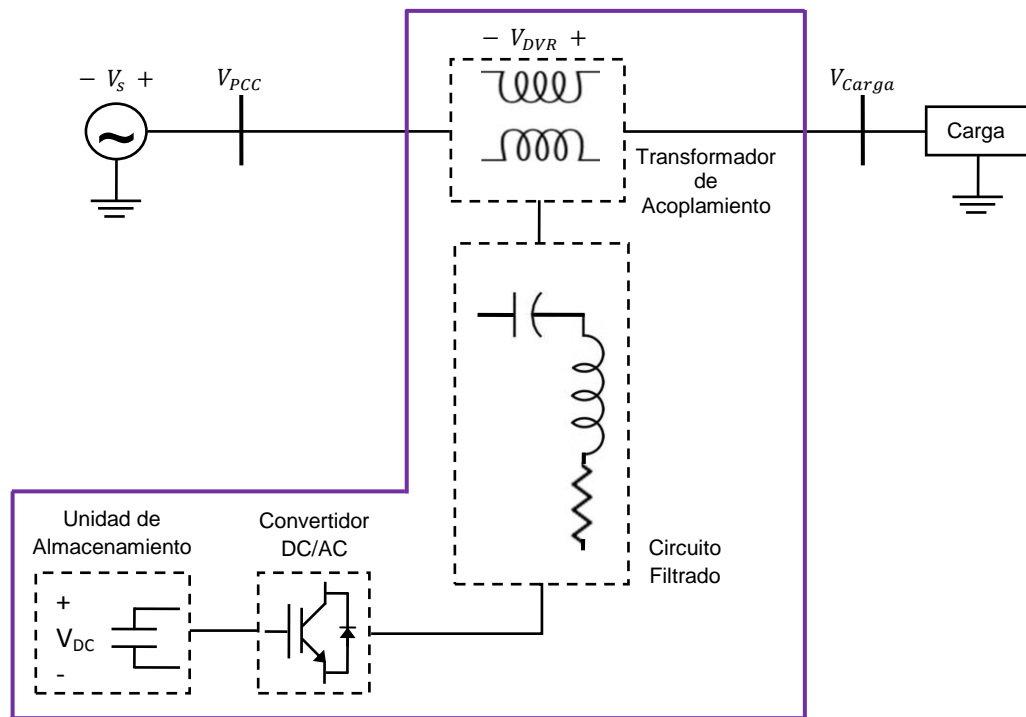 − V_DVR +
− V_s +
V_PCC
V_Carga
Carga
Transformador
de
Acoplamiento
Unidad de
Almacenamiento
Convertidor
DC/AC
Circuito
Filtrado
+
V_DC
-